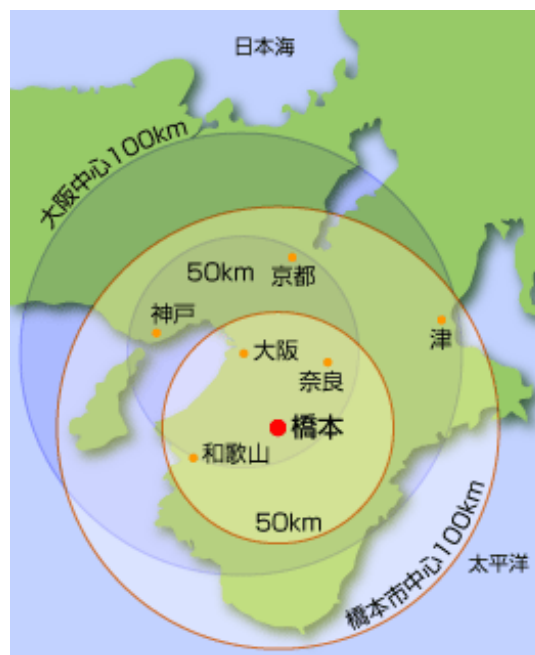 日本海
大阪中心100km
50km
京都
神戸
津
大阪
奈良
橋本
和歌山
50km
橋本市中心100km
太平洋